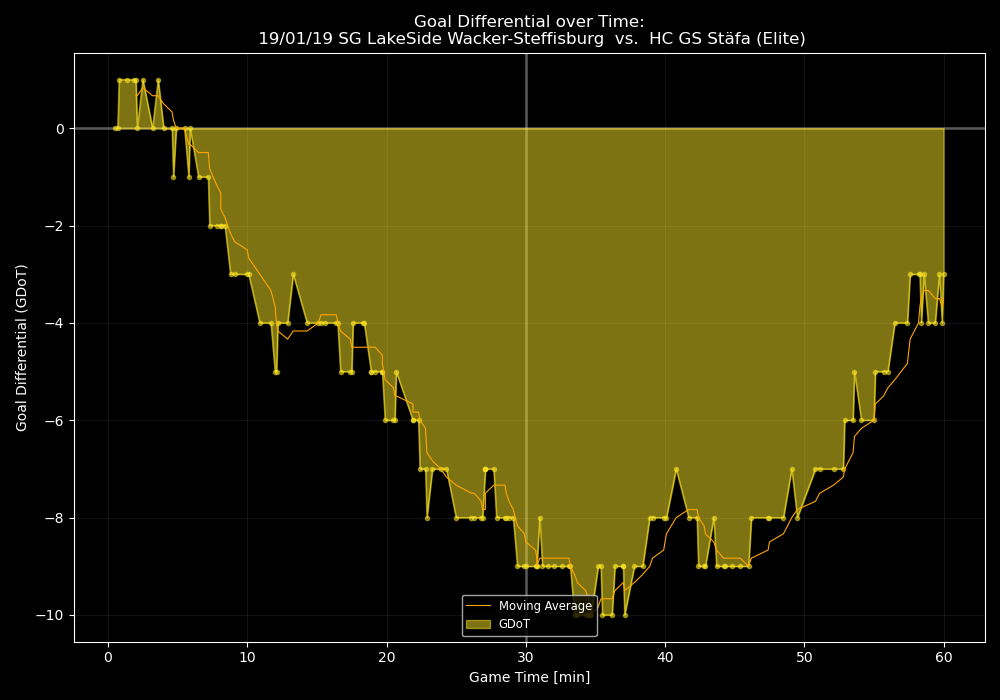 Goal Differential over Time:
19/01/19 SG LakeSide Wacker-Steffisburg  vs.  HC GS Stäfa (Elite)
Goal Differential (GDoT)
0
−2
−4
−6
−8
−10
Moving Average
GDoT
0 10 20 30 40 50 60
Game Time [min]